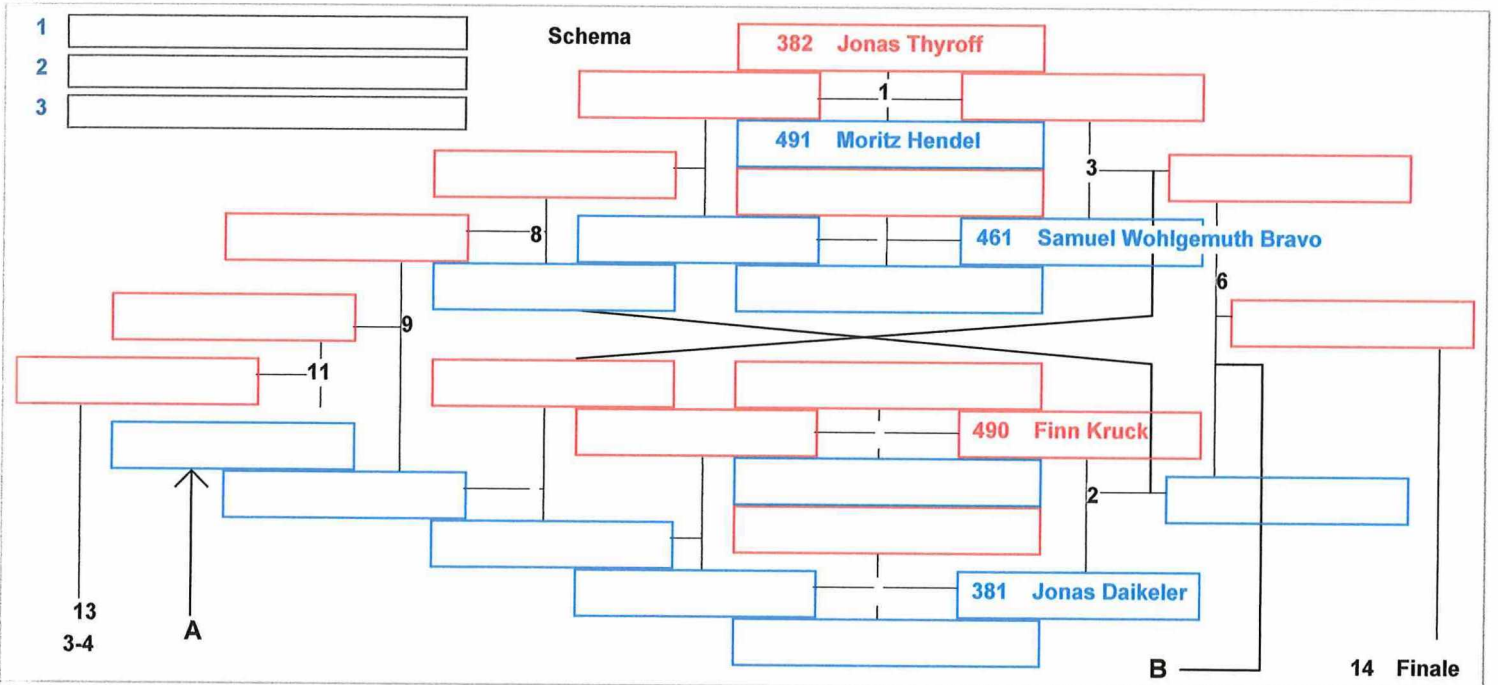 1
2
3
Schema
382 Jonas Thyroff
1
491 Moritz Hendel
3
8
461 Samuel Wohlgemuth Bravo
6
9
11
490 Finn Kruck
2
381 Jonas Daikeler
13
3-4
A
B
14 Finale